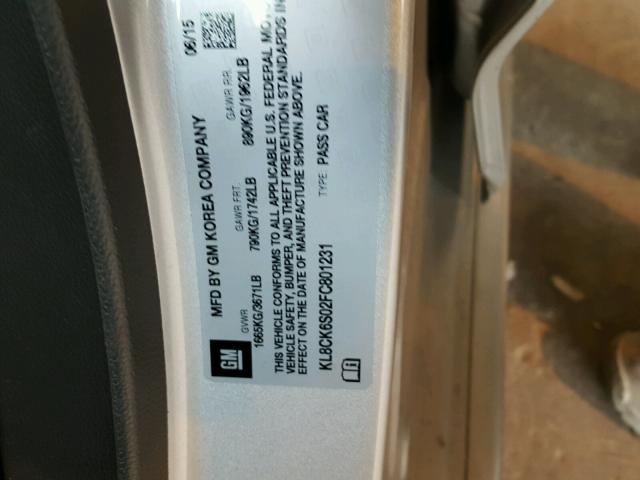 MFD BY GM KOREA COMPANY 06/15
GM
GVWR GAWR FRT. GAWR RR.
1665KG/3671LB 790KG/1742LB 890KG/1962LB
THIS VEHICLE CONFORMS TO ALL APPLICABLE U.S. FEDERAL
VEHICLE SAFETY, BUMPER, AND THEFT PREVENTION STANDARDS IN
EFFECT ON THE DATE OF MANUFACTURE SHOWN ABOVE.
KL8CK6S02FC801231 TYPE: PASS CAR